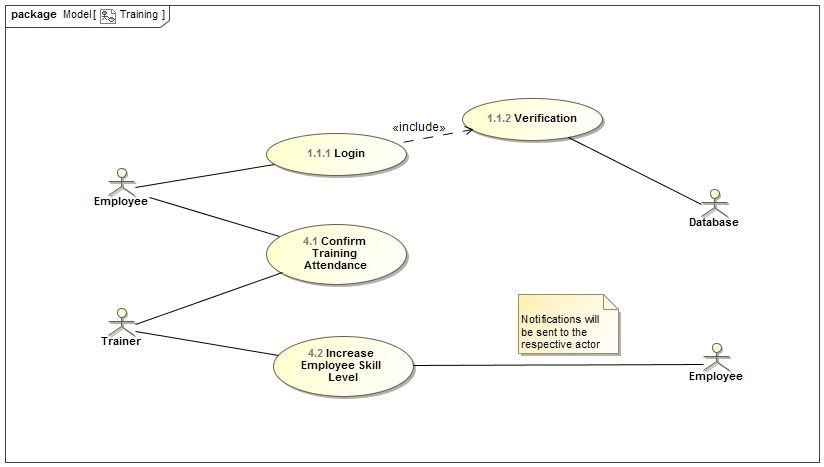 package Model[ Training ]
«include»
1.1.2 Verification
1.1.1 Login
Employee
Database
4.1 Confirm
Training
Attendance
Notifications will
be sent to the
respective actor
Trainer
4.2 Increase
Employee Skill
Level
Employee